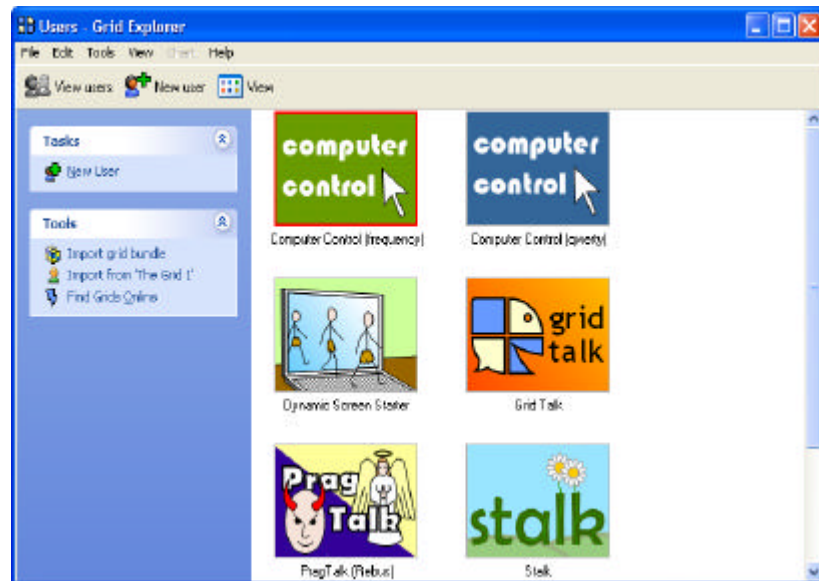 Users - Grid Explorer
File Edit Tools View Chart Help
View users New user View
Tasks
New User
Tools
Import grid bundle
Import from 'The Grid 1'
Find Grids Online
computer
control
Computer Control (frequency)
computer
control
Computer Control (qwerty)
Dynamic Screen Starter
grid
talk
Grid Talk
Prag
Talk
PragTalk (Rebus)
stalk
Stalk